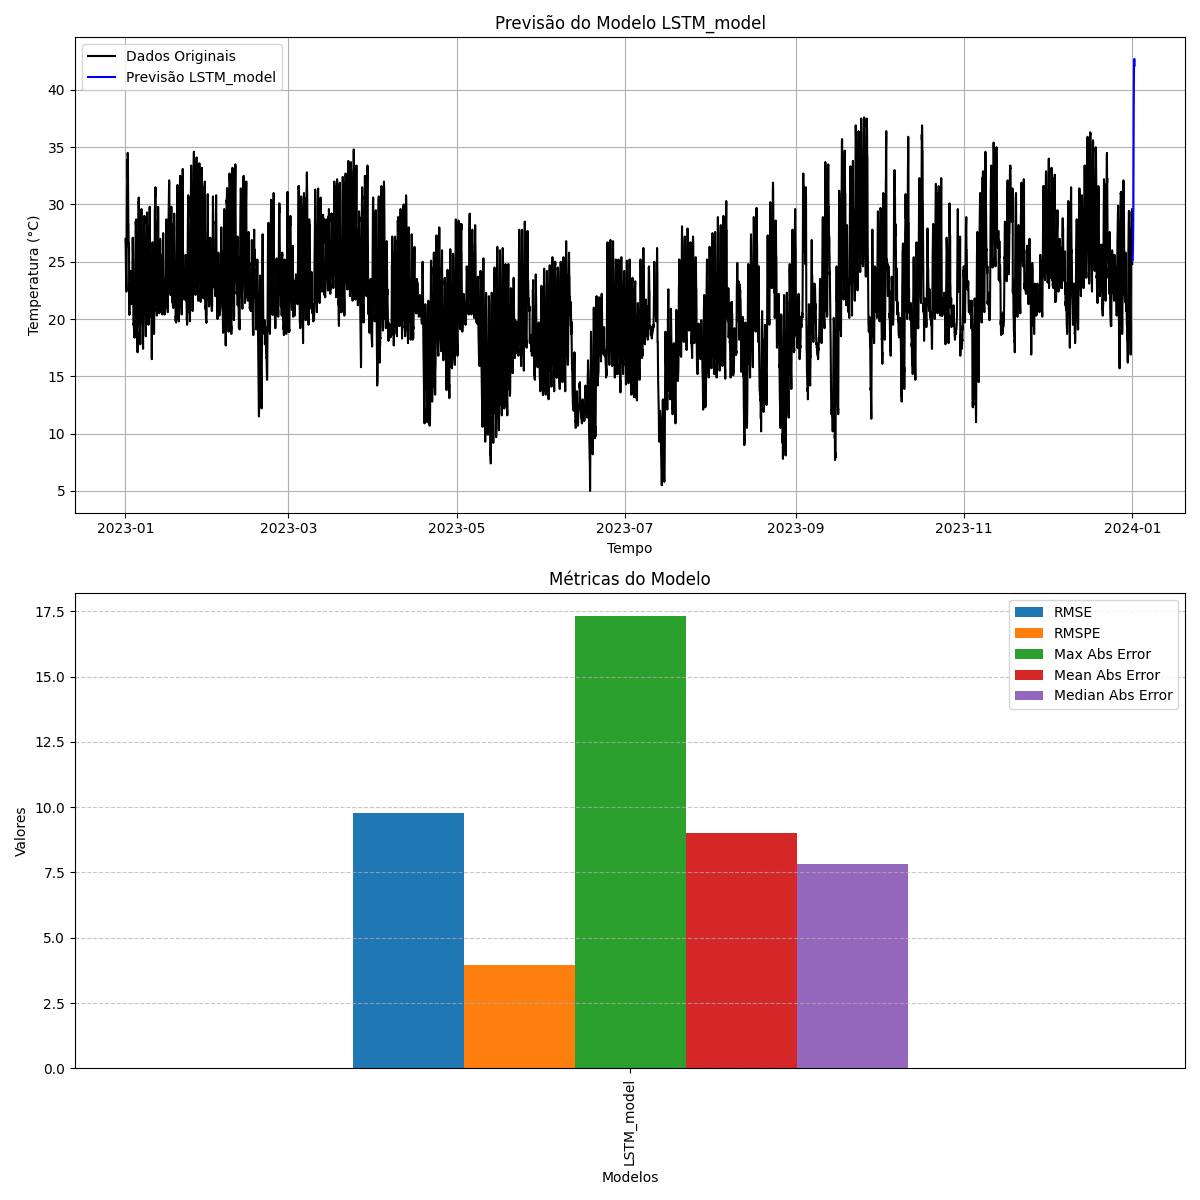 Previsão do Modelo LSTM_model
Dados Originais
Previsão LSTM_model
Temperatura (°C)
40
35
30
25
20
15
10
5
2023-01
2023-03
2023-05
2023-07
2023-09
2023-11
2024-01
Tempo
Métricas do Modelo
RMSE
RMSPE
Max Abs Error
Mean Abs Error
Median Abs Error
Valores
17.5
15.0
12.5
10.0
7.5
5.0
2.5
0.0
LSTM_model
Modelos